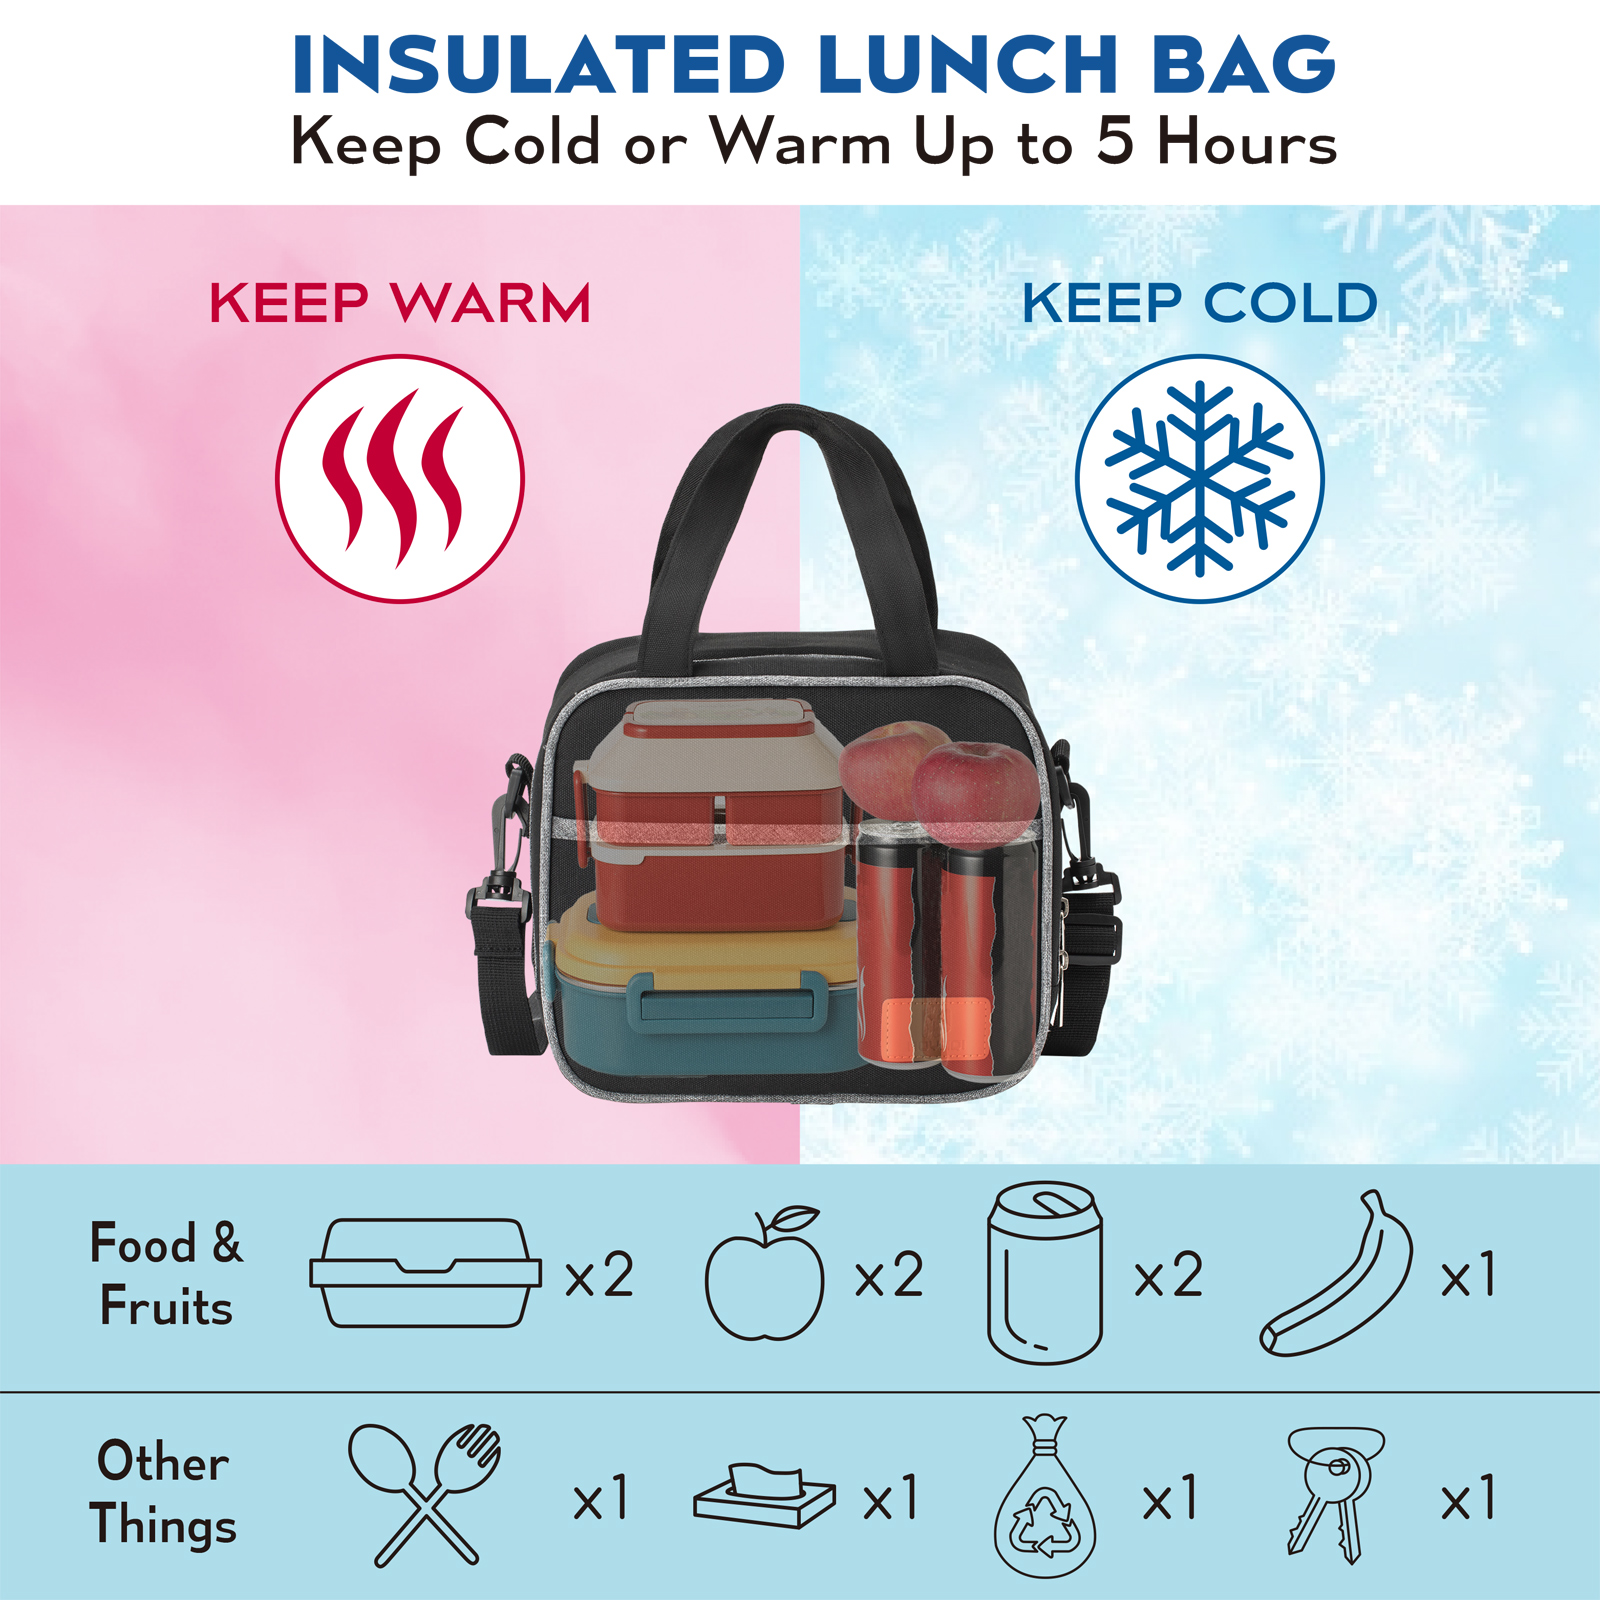 INSULATED LUNCH BAG
Keep Cold or Warm Up to 5 Hours
KEEP WARM
KEEP COLD
Food &
Fruits
x2
x2
x2
x1
Other
Things
x1
x1
x1
x1